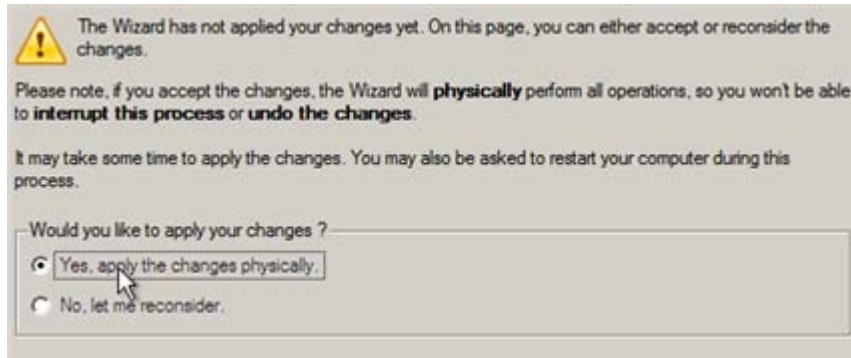 The Wizard has not applied your changes yet. On this page, you can either accept or reconsider the
changes.
Please note, if you accept the changes, the Wizard will physically perform all operations, so you won't be able
to interrupt this process or undo the changes.
It may take some time to apply the changes. You may also be asked to restart your computer during this
process.
Would you like to apply your changes ?
Yes, apply the changes physically.
No, let me reconsider.